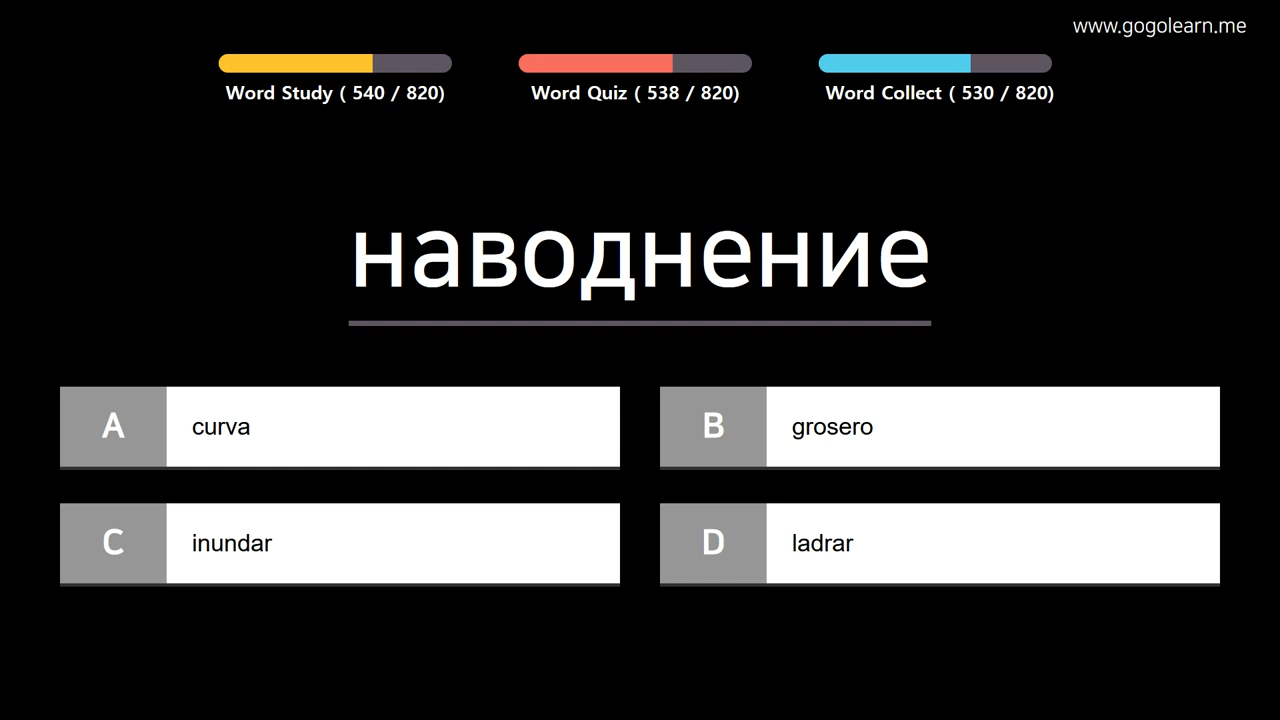 www.gogolearn.me
Word Study ( 540 / 820)
Word Quiz ( 538 / 820)
Word Collect ( 530 / 820)
наводнение
A curva
B grosero
C inundar
D ladrar